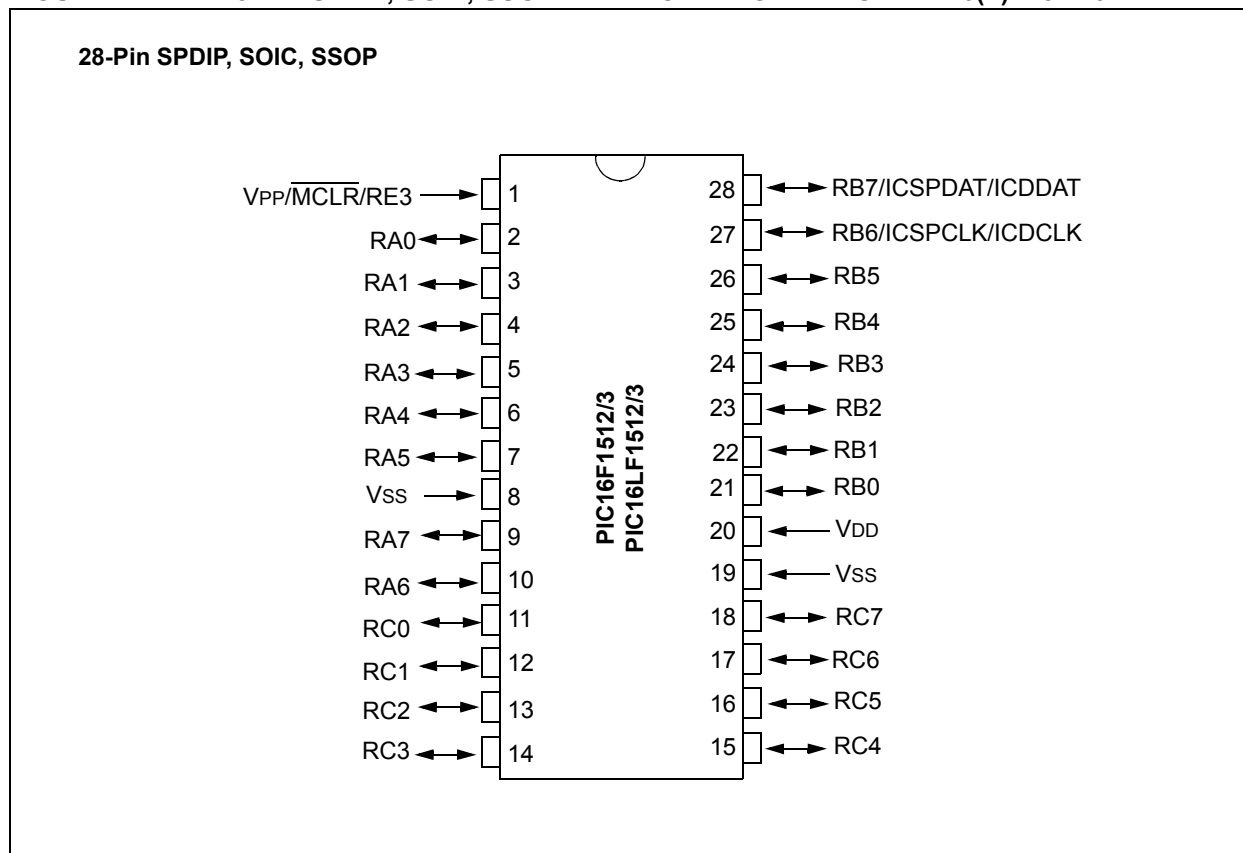 28-Pin SPDIP, SOIC, SSOP
VPP/MCLR/RE3 1
RA0 2
RA1 3
RA2 4
RA3 5
RA4 6
RA5 7
VSS 8
RA7 9
RA6 10
RC0 11
RC1 12
RC2 13
RC3 14
PIC16F1512/3
PIC16LF1512/3
28 RB7/ICSPDAT/ICDDAT
27 RB6/ICSPCLK/ICDCLK
26 RB5
25 RB4
24 RB3
23 RB2
22 RB1
21 RB0
20 VDD
19 VSS
18 RC7
17 RC6
16 RC5
15 RC4